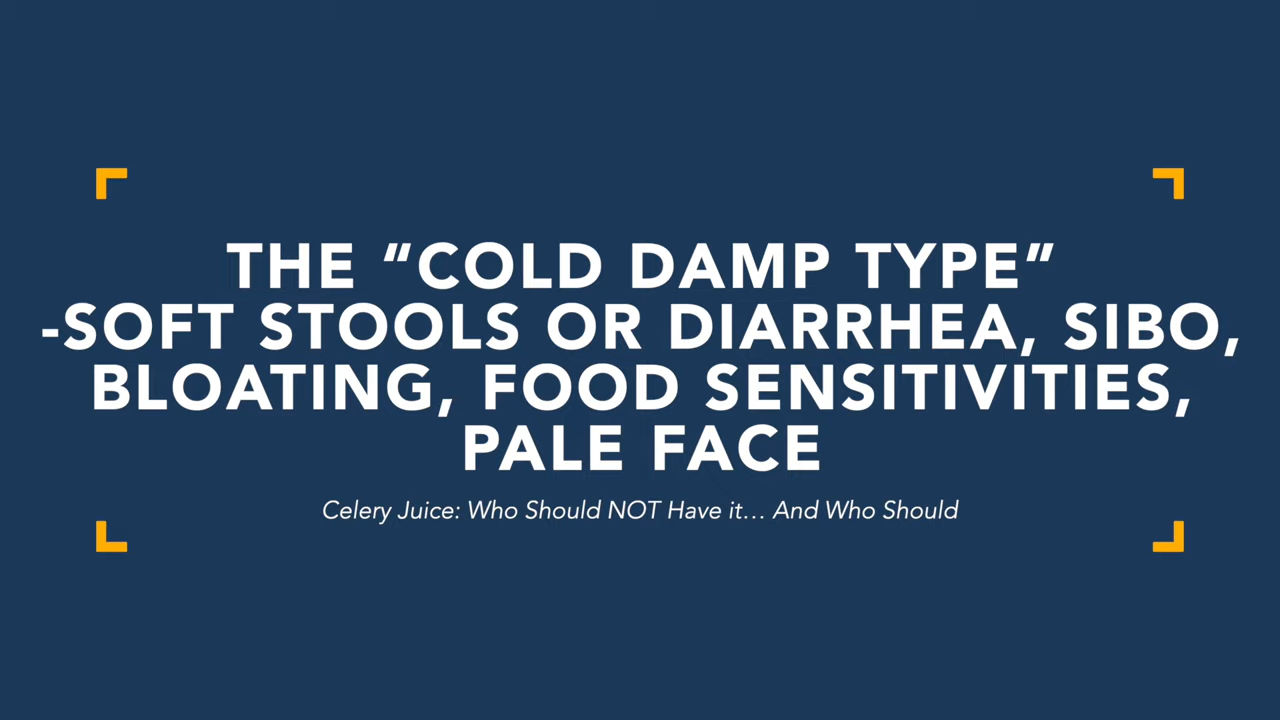 THE “COLD DAMP TYPE”
-SOFT STOOLS OR DIARRHEA, SIBO,
BLOATING, FOOD SENSITIVITIES,
PALE FACE
Celery Juice: Who Should NOT Have it… And Who Should